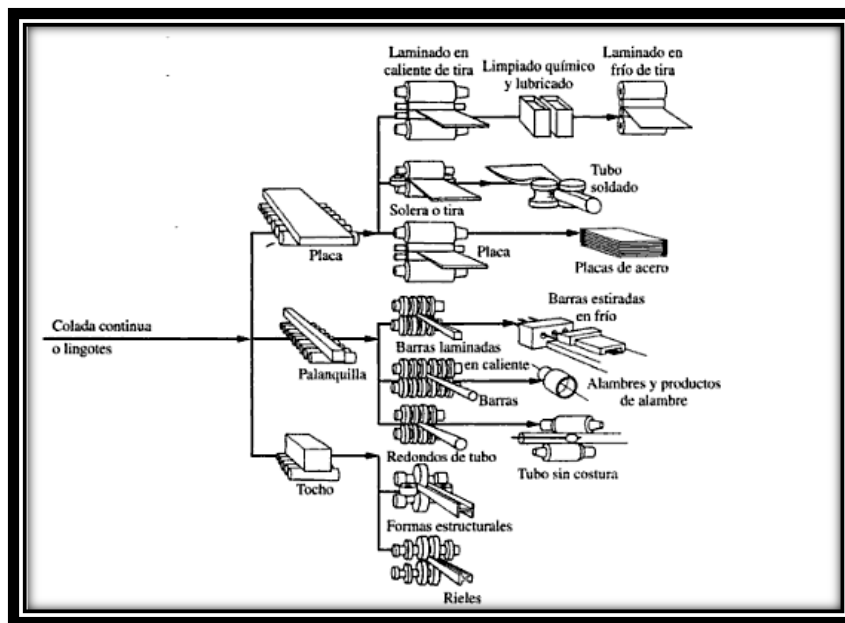 Laminado en
caliente de tira
Limpiado químico
y lubricado
Laminado en
frío de tira
Solera o tira
Tubo
soldado
Placa
Placa
Placas de acero
Colada continua
o lingotes
Palanquilla
Barras laminadas
en caliente
Barras estiradas
en frío
Barras
Alambres y productos
de alambre
Redondos de tubo
Tubo sin costura
Tocho
Formas estructurales
Rieles